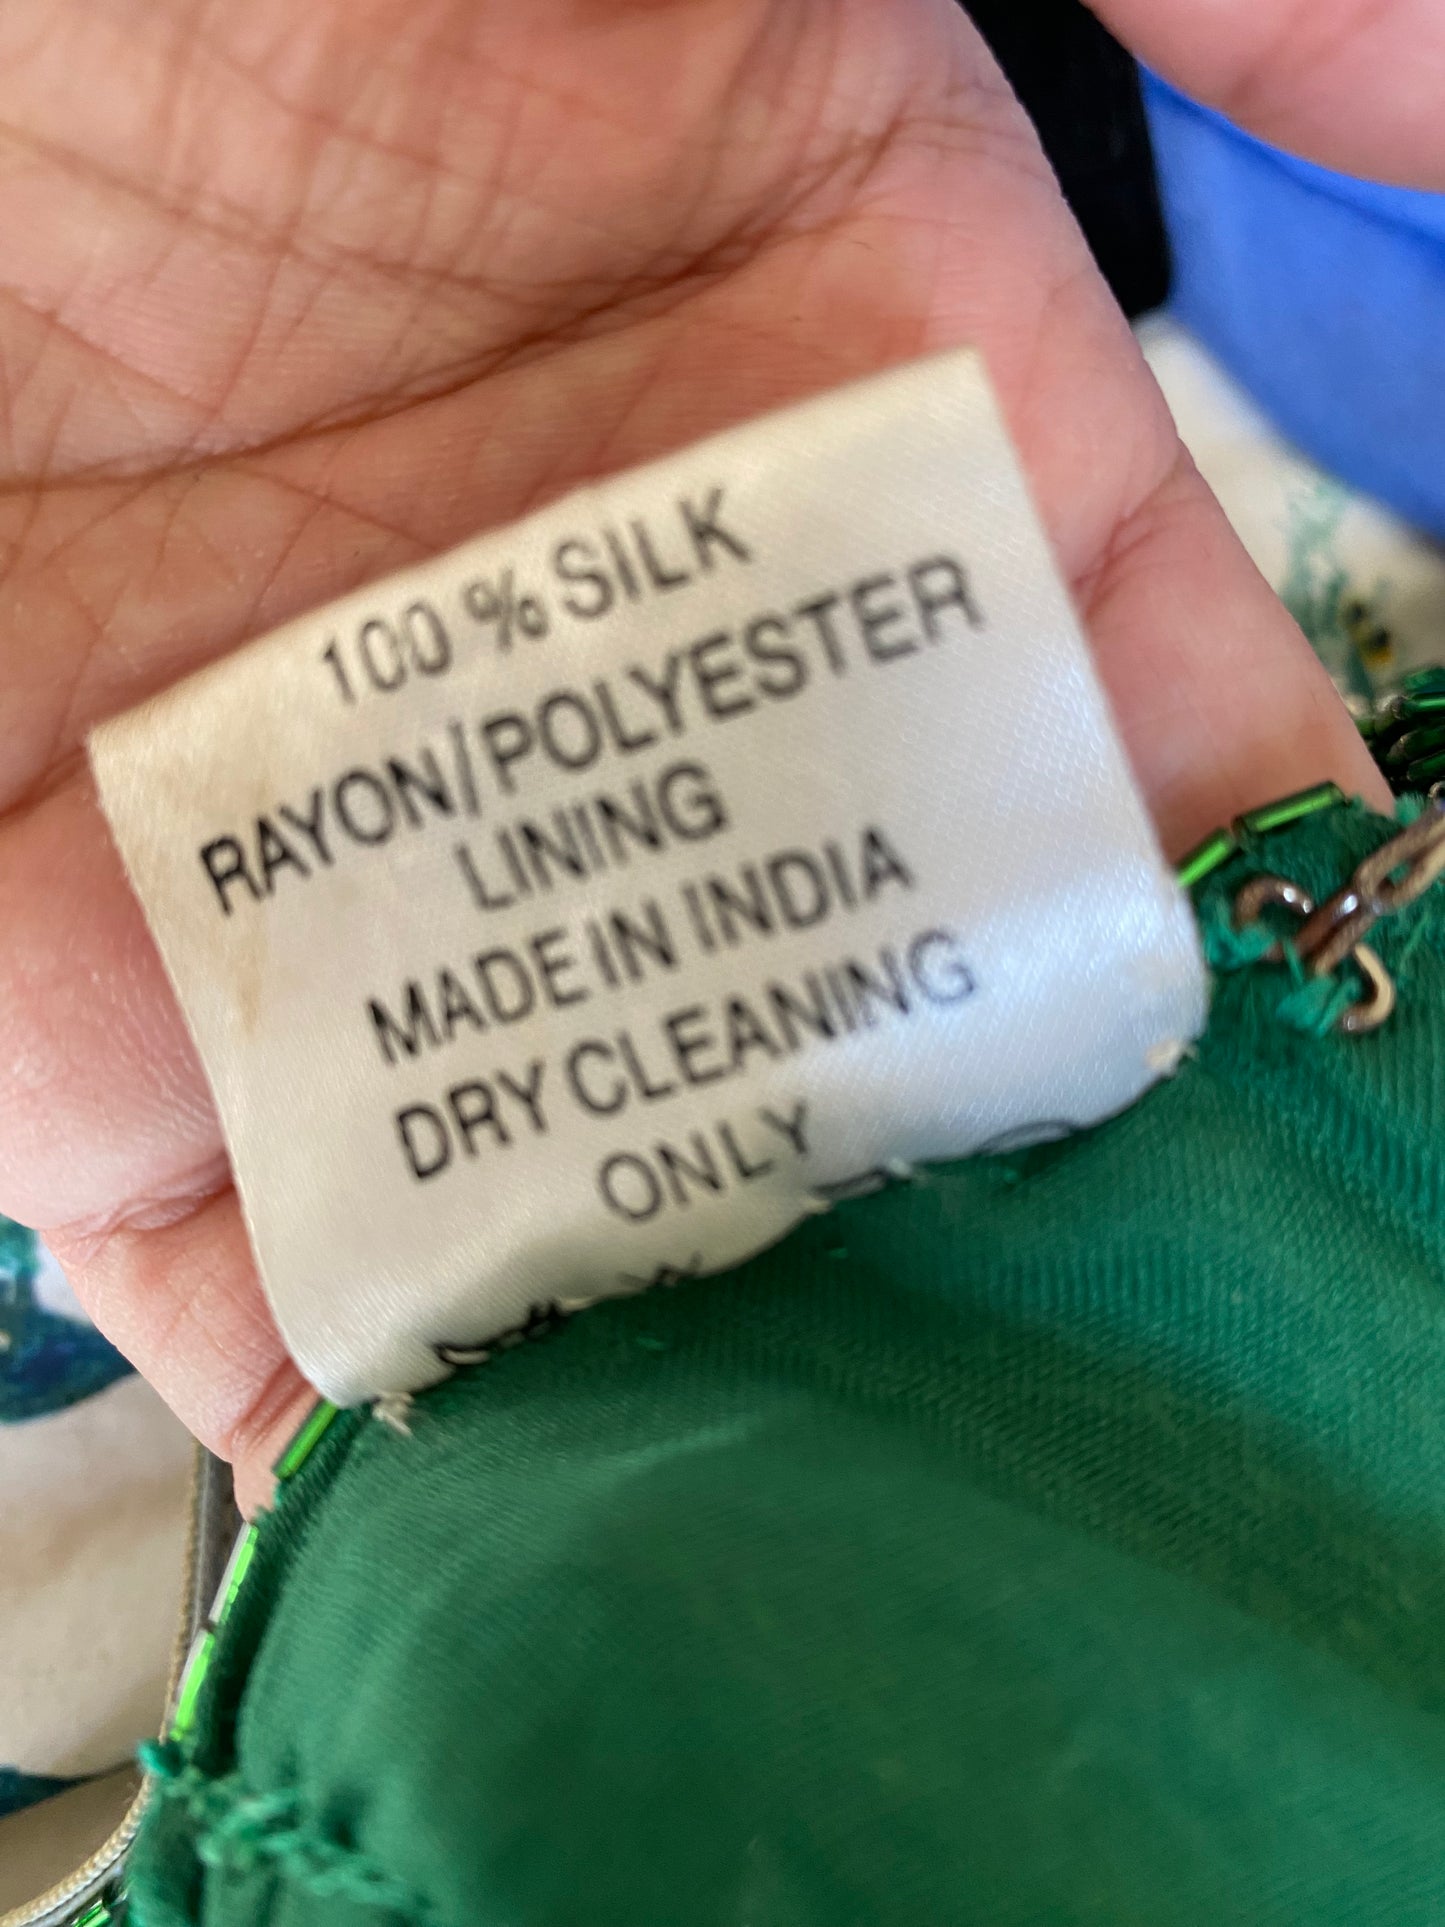 100 % SILK
RAYON/POLYESTER
LINING
MADE IN INDIA
DRY CLEANING
ONLY